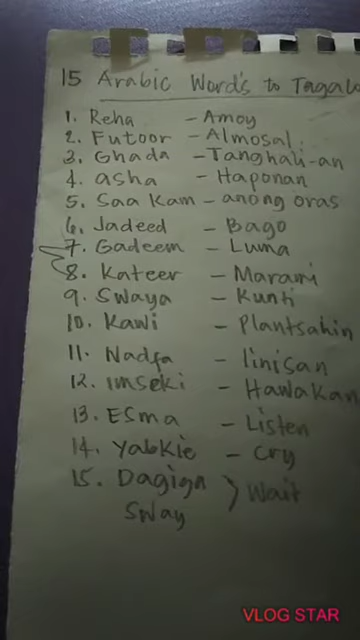 15 Arabic Word's to Tagalo
1. Reha - Amoy
2. Futoor - Almosal.
3. Ghada - Tanghali-an
4. asha - Haponan
5. Saa Kam - anong oras
6. Jadeed - Bago
7. Gadeem - Luma
8. Kateer - Marami
9. Swaya - Kunti
10. Kawi - Plantsahin
11. Nadfa - linisan
12. imseki - Hawakan
13. Esma - Listen
14. Yabkie - Cry
15. Dagiga } Wait
Sway
VLOG STAR